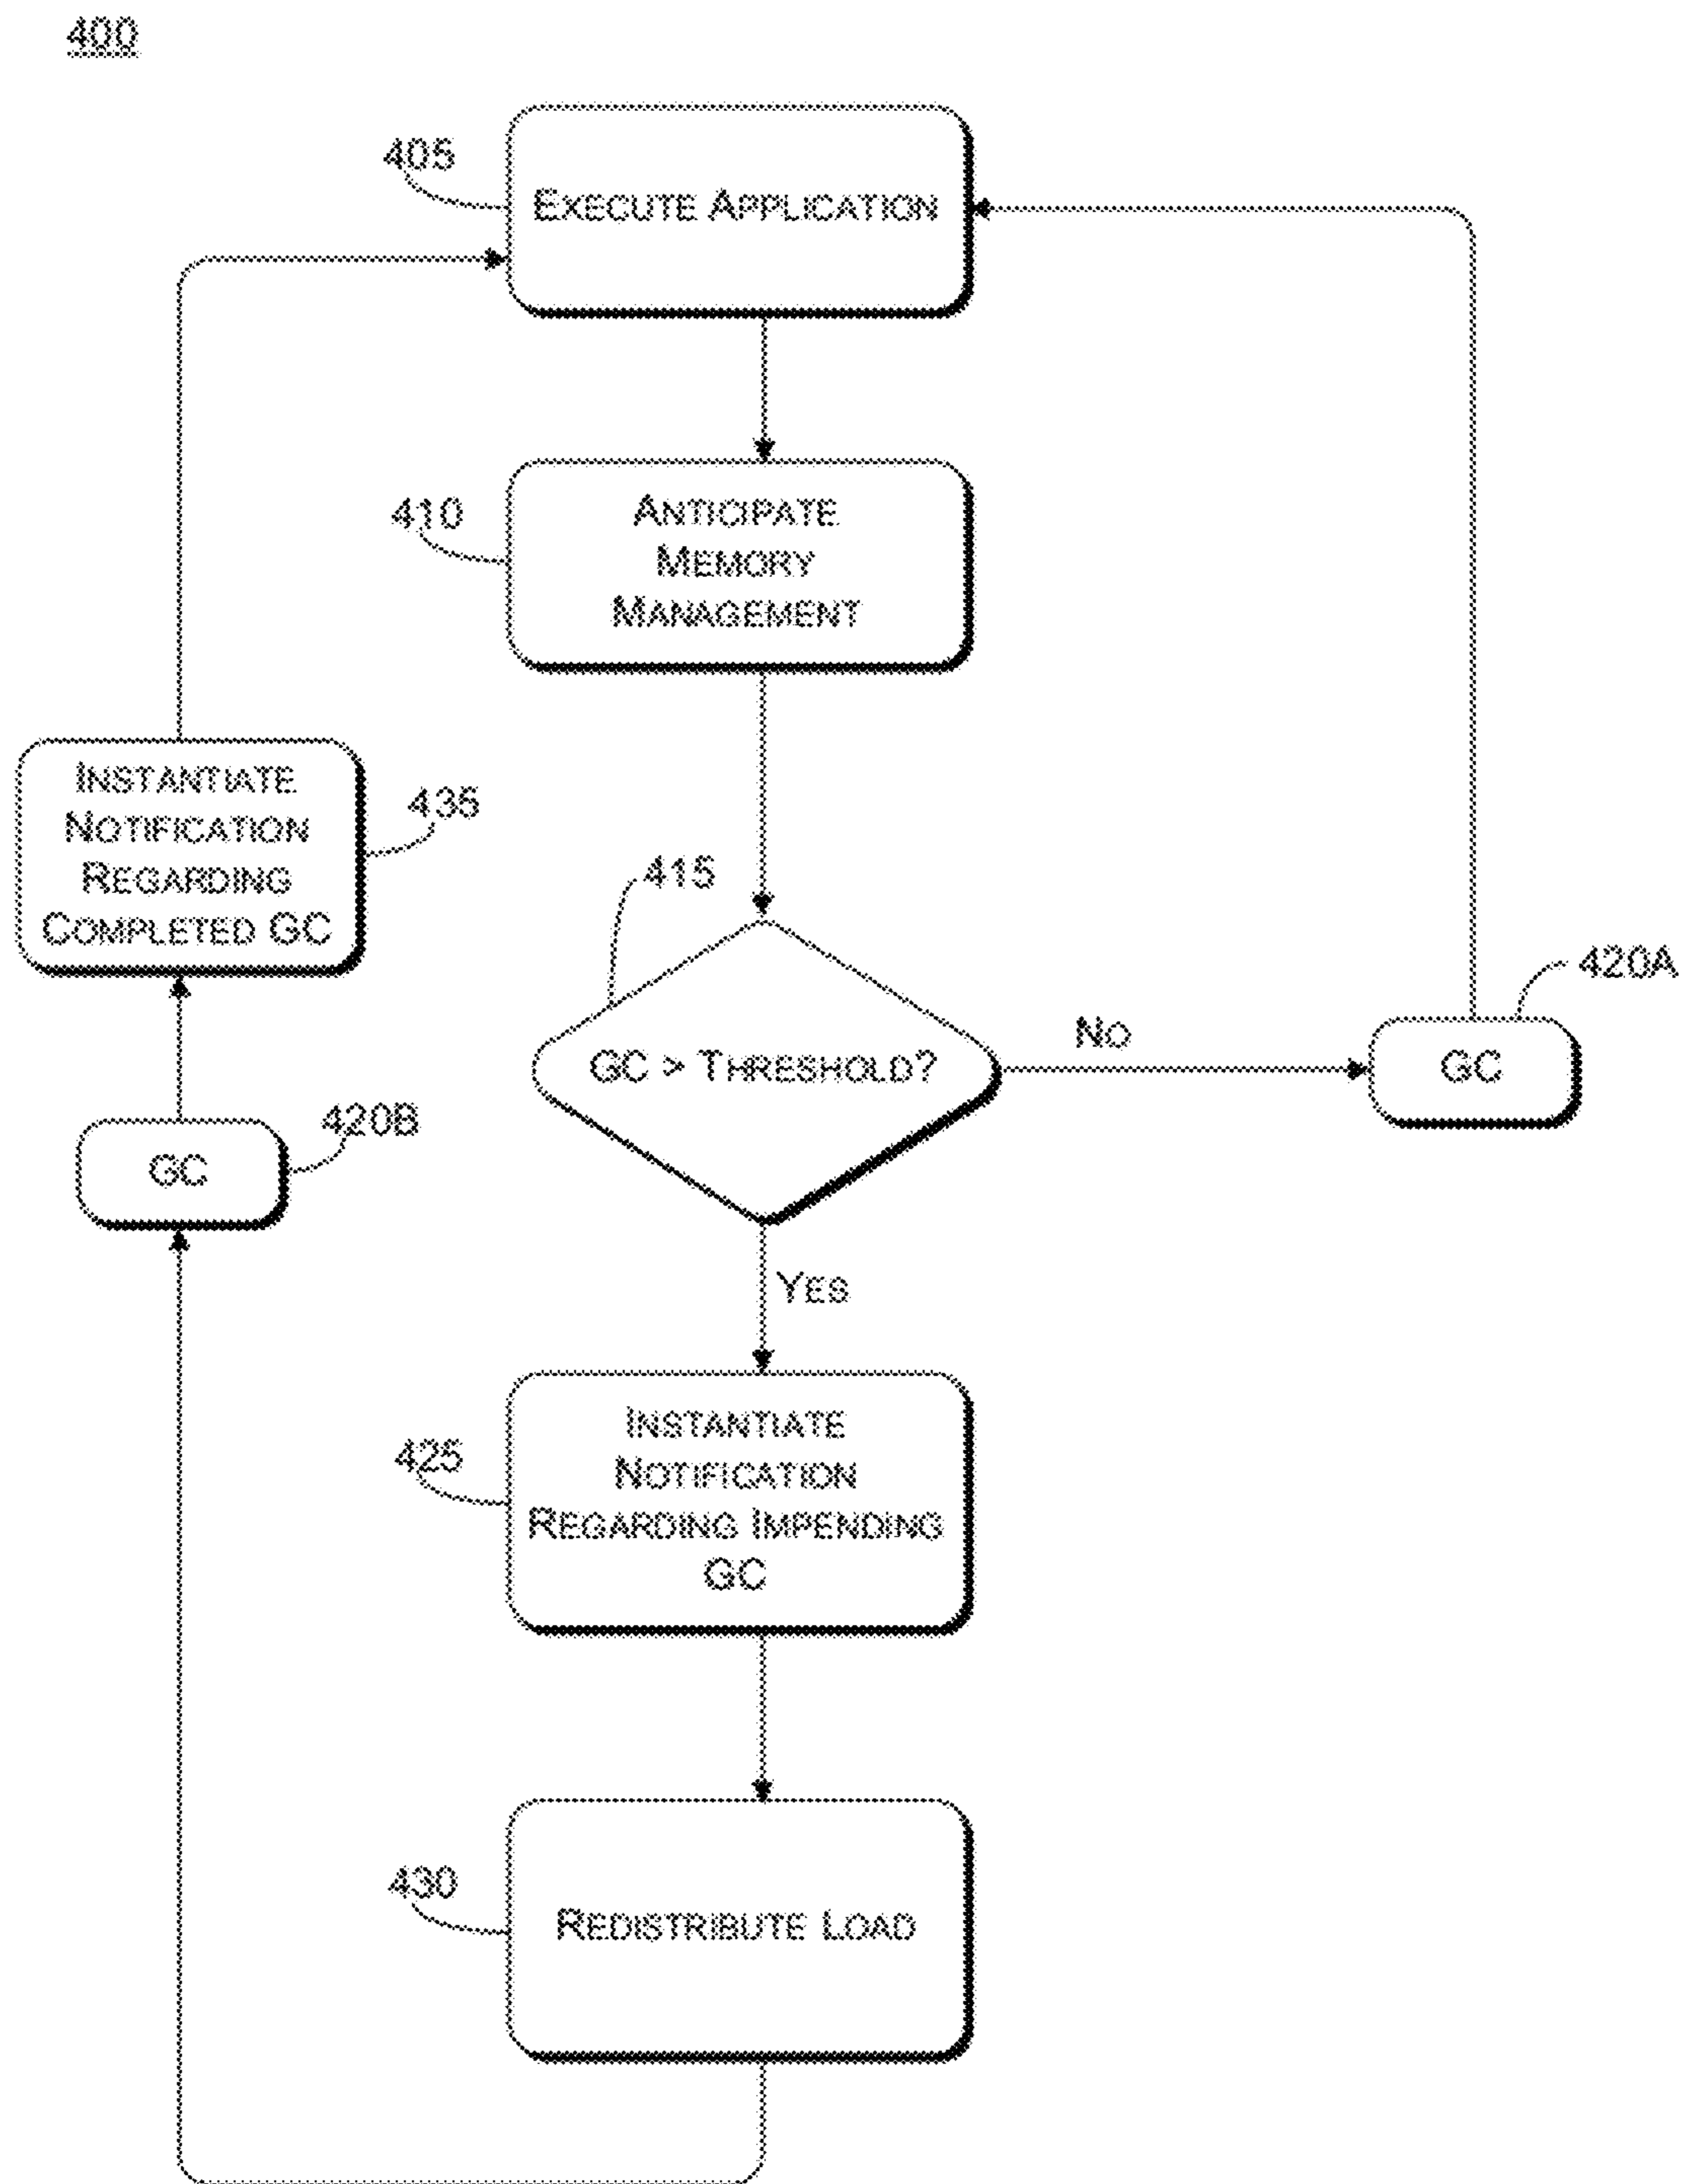 400
405
EXECUTE APPLICATION
410
ANTICIPATE
MEMORY
MANAGEMENT
INSTANTIATE
NOTIFICATION
REGARDING
COMPLETED GC
435
415
GC > THRESHOLD?
NO
420A
GC
420B
GC
YES
425
INSTANTIATE
NOTIFICATION
REGARDING IMPENDING
GC
430
REDISTRIBUTE LOAD